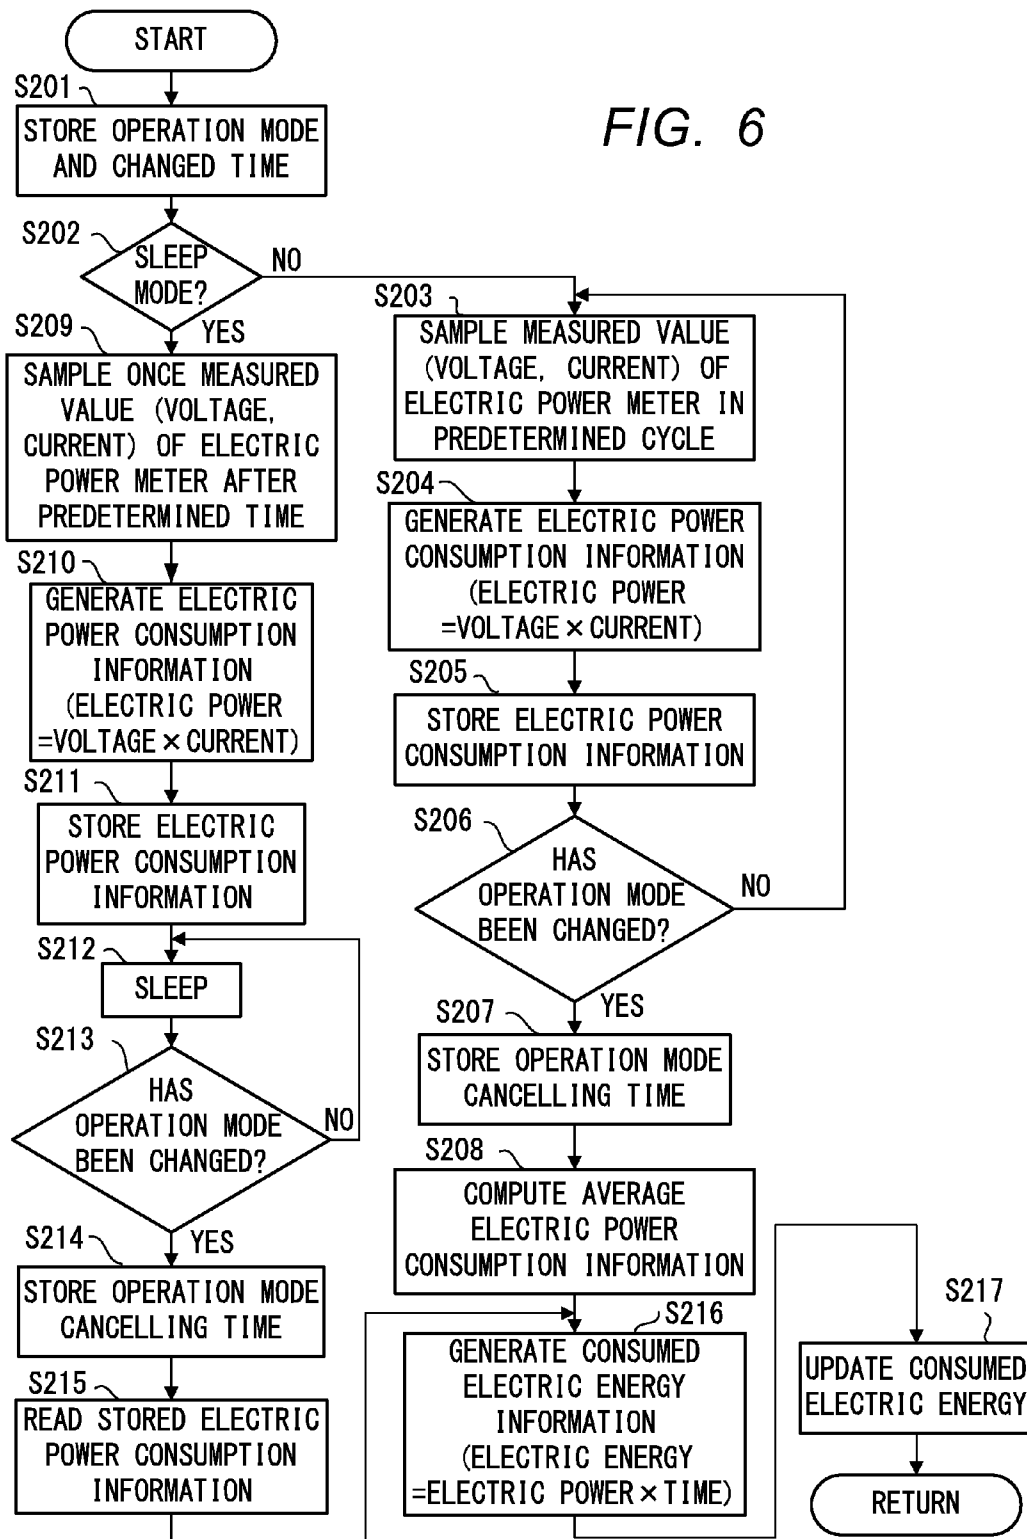 START
S201
STORE OPERATION MODE
AND CHANGED TIME
FIG. 6
S202
SLEEP
MODE?
NO
YES
S209
SAMPLE ONCE MEASURED
VALUE (VOLTAGE,
CURRENT) OF ELECTRIC
POWER METER AFTER
PREDETERMINED TIME
S210
GENERATE ELECTRIC
POWER CONSUMPTION
INFORMATION
(ELECTRIC POWER
=VOLTAGE×CURRENT)
S211
STORE ELECTRIC
POWER CONSUMPTION
INFORMATION
S212
SLEEP
S213
HAS
OPERATION MODE
BEEN CHANGED?
NO
YES
S214
STORE OPERATION MODE
CANCELLING TIME
S215
READ STORED ELECTRIC
POWER CONSUMPTION
INFORMATION
S203
SAMPLE MEASURED VALUE
(VOLTAGE, CURRENT) OF
ELECTRIC POWER METER IN
PREDETERMINED CYCLE
S204
GENERATE ELECTRIC POWER
CONSUMPTION INFORMATION
(ELECTRIC POWER
=VOLTAGE×CURRENT)
S205
STORE ELECTRIC POWER
CONSUMPTION INFORMATION
S206
HAS
OPERATION MODE
BEEN CHANGED?
NO
YES
S207
STORE OPERATION MODE
CANCELLING TIME
S208
COMPUTE AVERAGE
ELECTRIC POWER
CONSUMPTION INFORMATION
S216
GENERATE CONSUMED
ELECTRIC ENERGY
INFORMATION
(ELECTRIC ENERGY
=ELECTRIC POWER×TIME)
S217
UPDATE CONSUMED
ELECTRIC ENERGY
RETURN